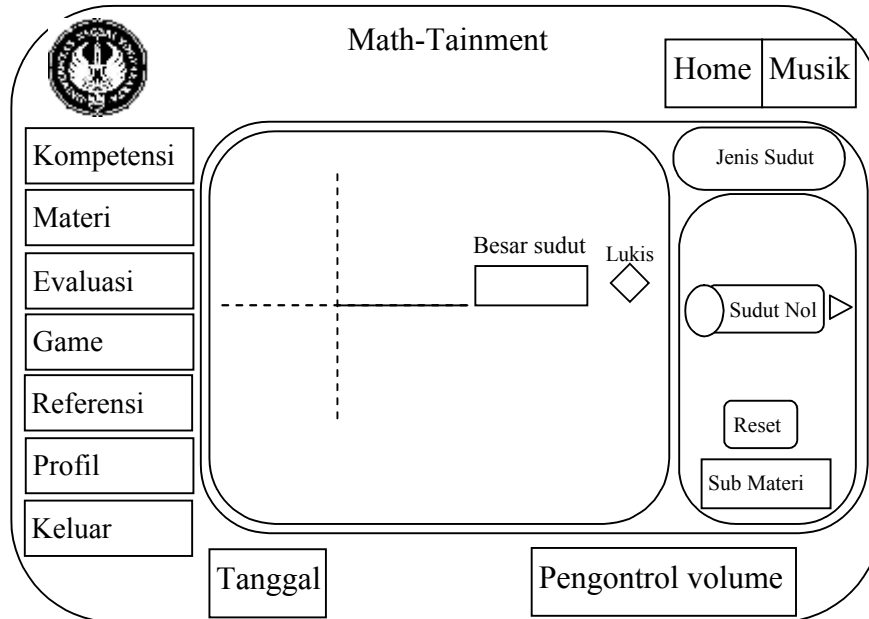 Math-Tainment
Home
Musik
Kompetensi
Materi
Evaluasi
Game
Referensi
Profil
Keluar
Besar sudut
Lukis
Jenis Sudut
Sudut Nol
Reset
Sub Materi
Tanggal
Pengontrol volume